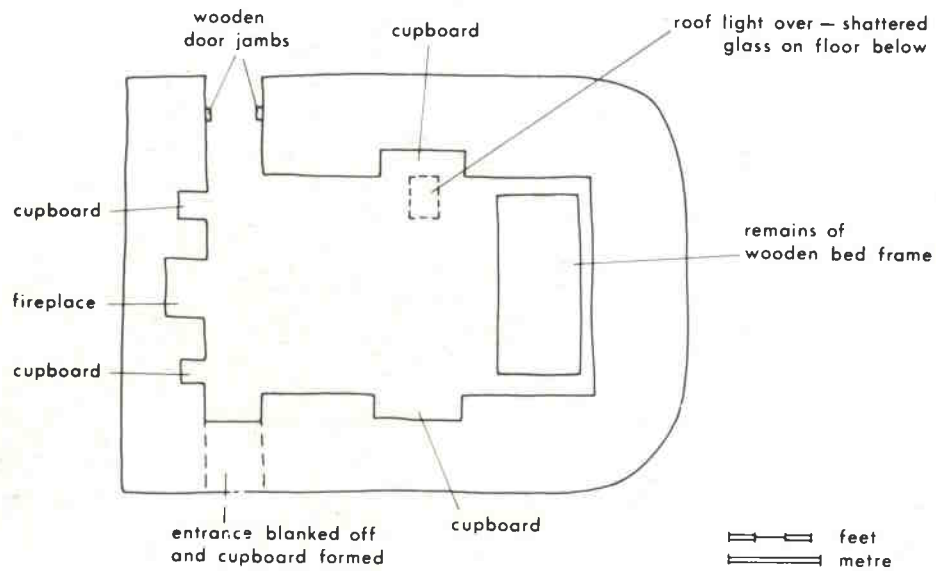 wooden
door jambs
cupboard
roof light over – shattered
glass on floor below
cupboard
remains of
wooden bed frame
fireplace
cupboard
cupboard
entrance blanked off
and cupboard formed
feet
metre